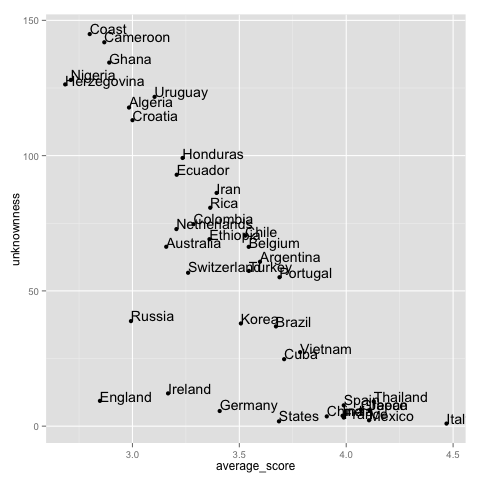 150
Coast
Cameroon
Ghana
Nigeria
Herzegovina
Uruguay
Algeria
Croatia
100
Honduras
Ecuador
Iran
Rica
Colombia
Netherlands
Ethiopia
Chile
Australia
Belgium
Argentina
Switzerland
Turkey
Portugal
50
Russia
Korea
Brazil
Vietnam
Cuba
Ireland
England
Thailand
Spain
Germany
Greece
Japan
China
India
France
Mexico
States
Ital
0
3.0
3.5
4.0
4.5
average_score
unknownness